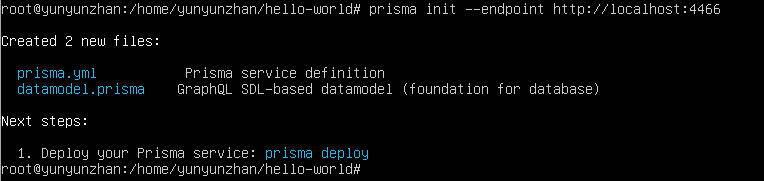 root@yunyunzhan:/home/yunyunzhan/hello-world# prisma init --endpoint http://localhost:4466
Created 2 new files:
prisma.yml Prisma service definition
datamodel.prisma GraphQL SDL-based datamodel (foundation for database)
Next steps:
1. Deploy your Prisma service: prisma deploy
root@yunyunzhan:/home/yunyunzhan/hello-world#